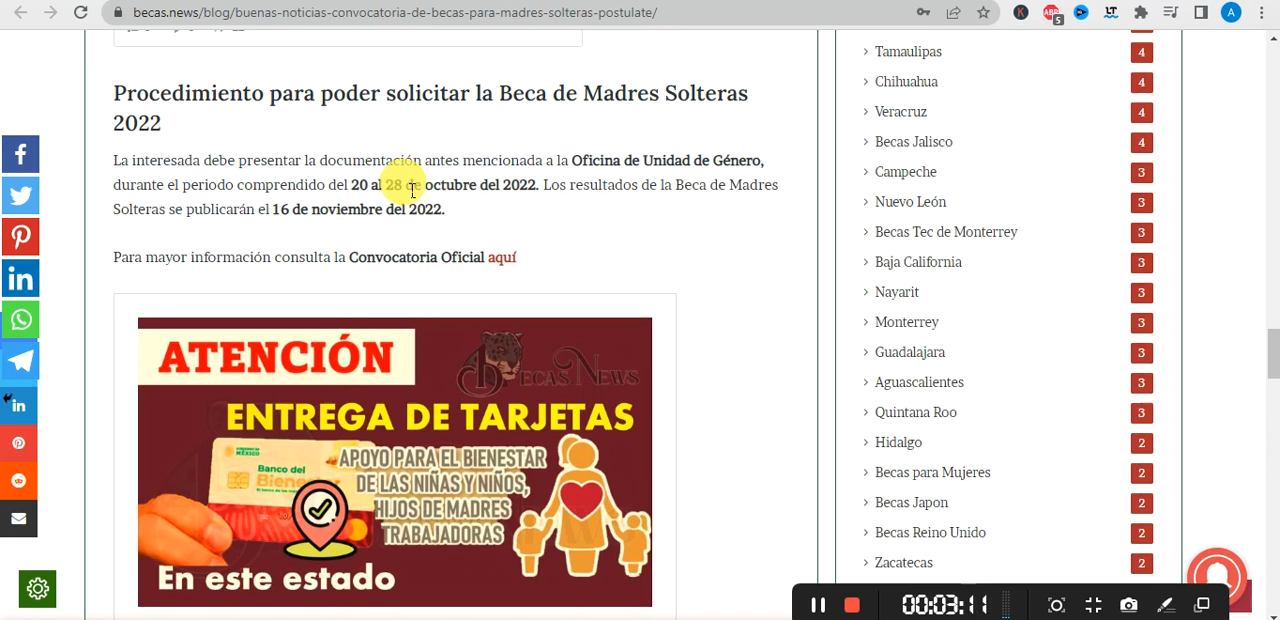 becas.news/blog/buenas-noticias-convocatoria-de-becas-para-madres-solteras-postulate/
ABP
5
LT
A
Procedimiento para poder solicitar la Beca de Madres Solteras
2022
La interesada debe presentar la documentación antes mencionada a la Oficina de Unidad de Género,
durante el periodo comprendido del 20 al 28 de octubre del 2022. Los resultados de la Beca de Madres
Solteras se publicarán el 16 de noviembre del 2022.
Para mayor información consulta la Convocatoria Oficial aquí
ATENCIÓN
BECAS NEWS
ENTREGA DE TARJETAS
GOBIERNO DE
MÉXICO
Banco del
Bienestar
APOYO PARA EL BIENESTAR
DE LAS NIÑAS Y NIÑOS,
HIJOS DE MADRES
TRABAJADORAS
En este estado
Tamaulipas 4
Chihuahua 4
Veracruz 4
Becas Jalisco 4
Campeche 3
Nuevo León 3
Becas Tec de Monterrey 3
Baja California 3
Nayarit 3
Monterrey 3
Guadalajara 3
Aguascalientes 3
Quintana Roo 3
Hidalgo 2
Becas para Mujeres 2
Becas Japon 2
Becas Reino Unido 2
Zacatecas 2
00:03:11